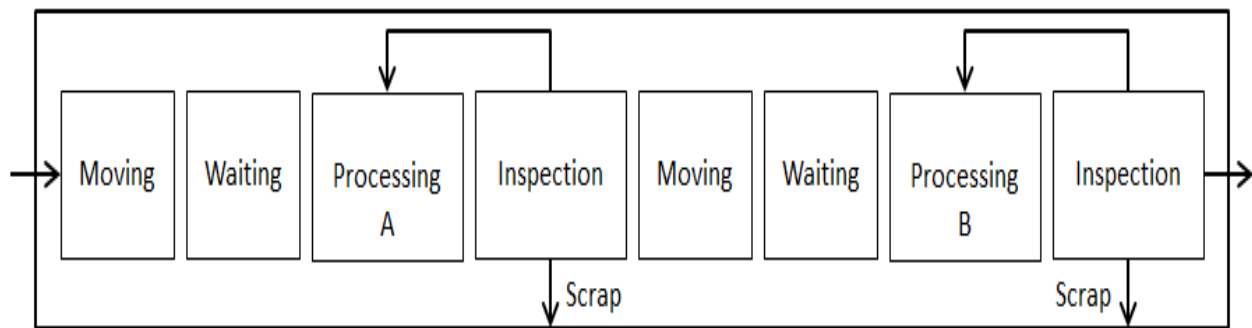 Moving
Waiting
Processing
A
Inspection
Moving
Waiting
Processing
B
Inspection
Scrap
Scrap